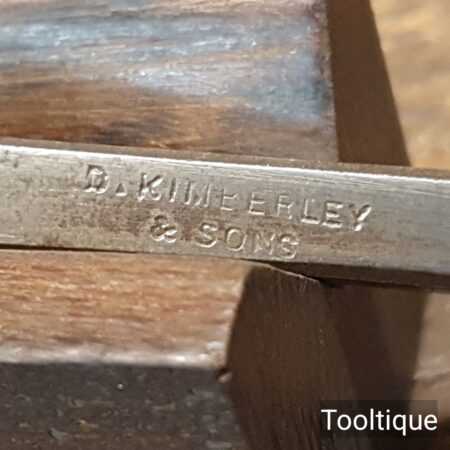 D. KIMBERLEY
& SONS
Tooltique